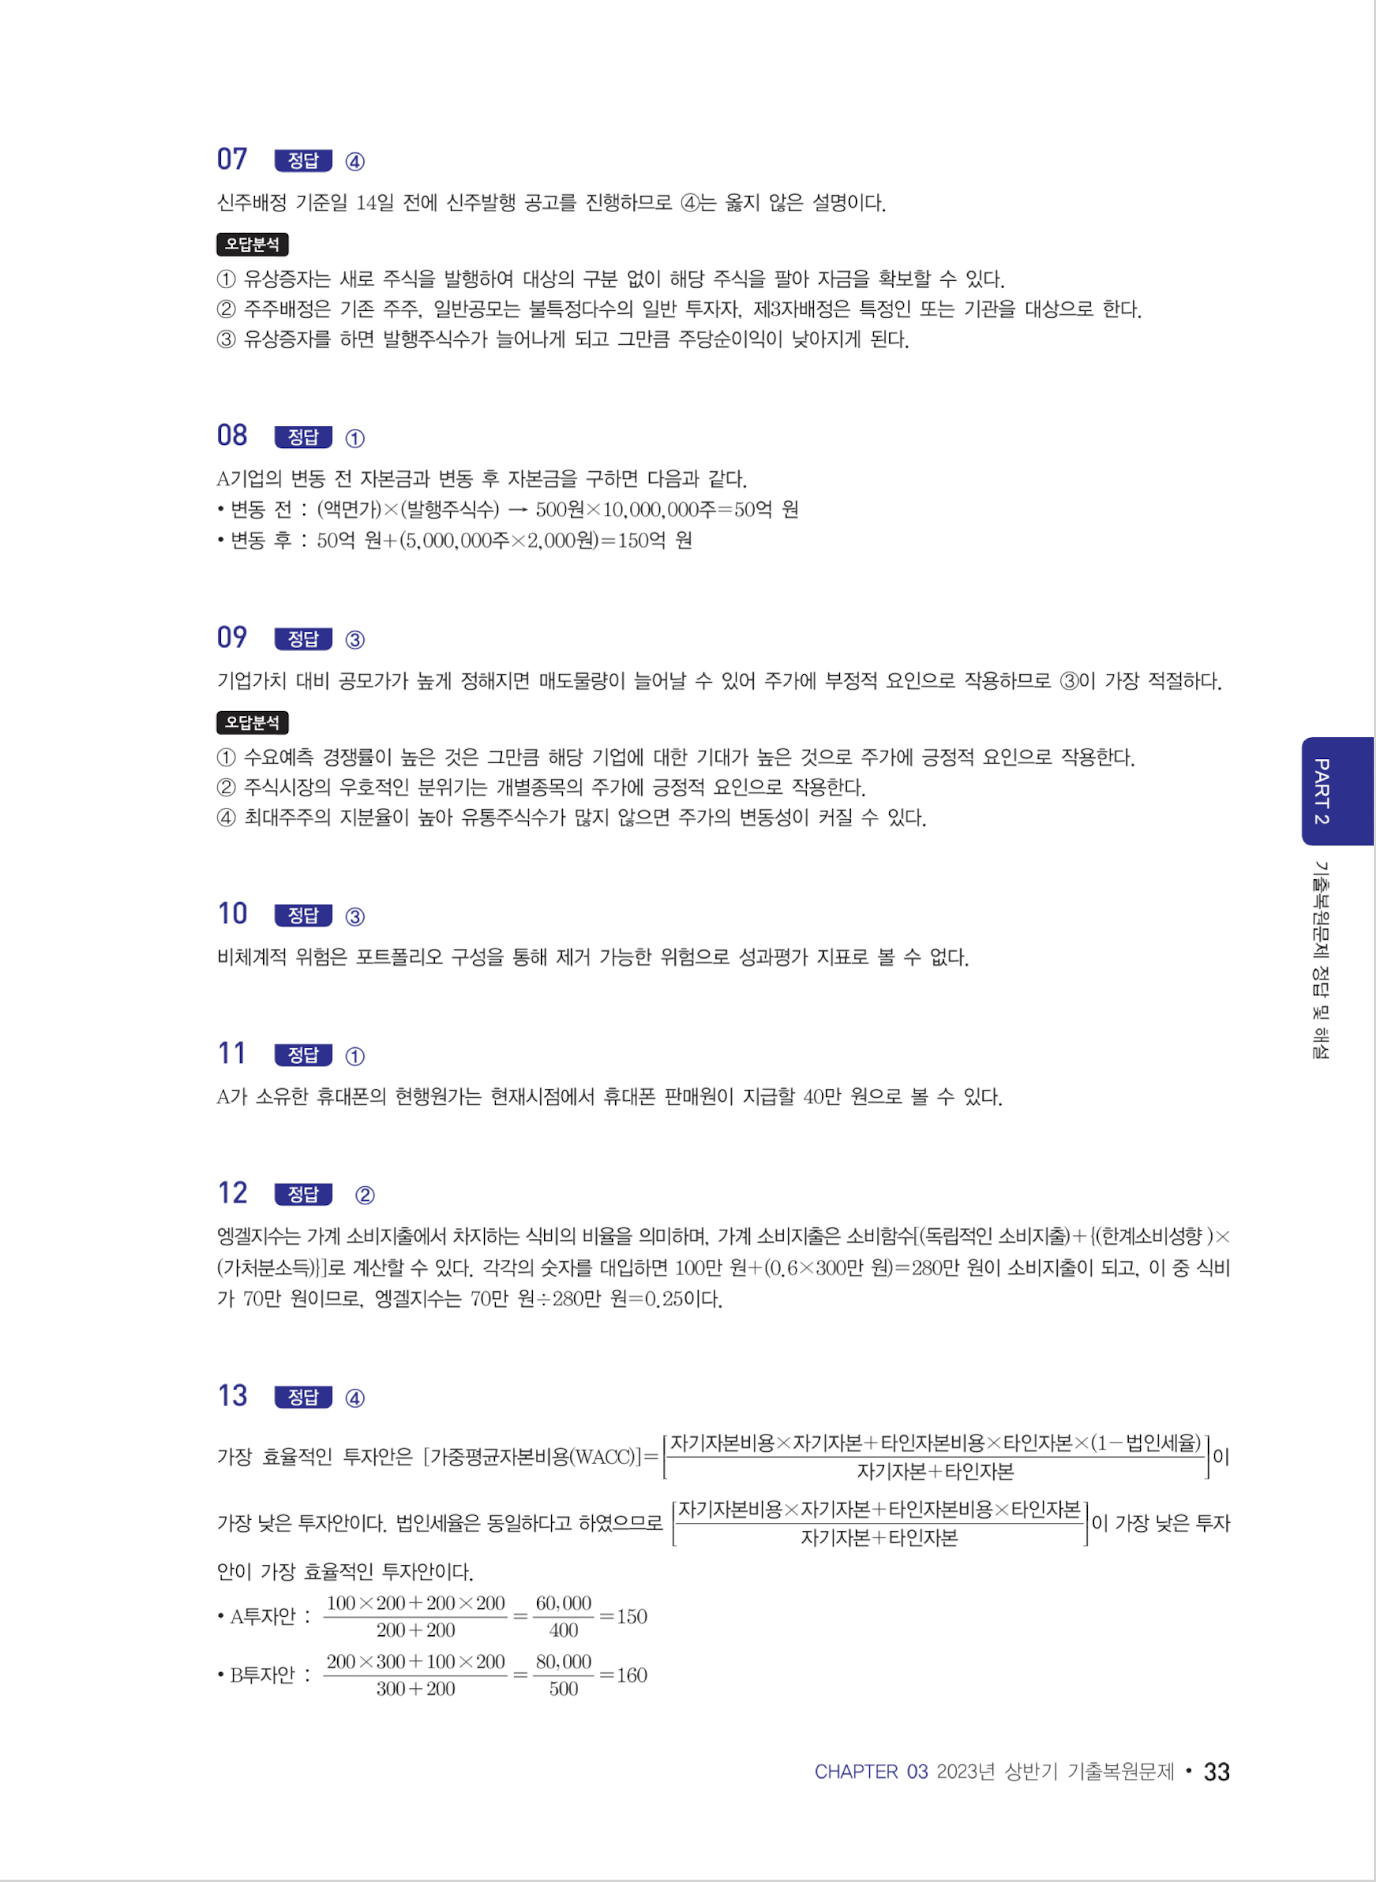 07 정답 ④
신주배정 기준일 14일 전에 신주발행 공고를 진행하므로 ④는 옳지 않은 설명이다.
오답분석
① 유상증자는 새로 주식을 발행하여 대상의 구분 없이 해당 주식을 팔아 자금을 확보할 수 있다.
② 주주배정은 기존 주주, 일반공모는 불특정다수의 일반 투자자, 제3자배정은 특정인 또는 기관을 대상으로 한다.
③ 유상증자를 하면 발행주식수가 늘어나게 되고 그만큼 주당순이익이 낮아지게 된다.
08 정답 ①
A기업의 변동 전 자본금과 변동 후 자본금을 구하면 다음과 같다.
• 변동 전 : (액면가)×(발행주식수) → 500원×10,000,000주=50억 원
• 변동 후 : 50억 원+(5,000,000주×2,000원)=150억 원
09 정답 ③
기업가치 대비 공모가가 높게 정해지면 매도물량이 늘어날 수 있어 주가에 부정적 요인으로 작용하므로 ③이 가장 적절하다.
오답분석
① 수요예측 경쟁률이 높은 것은 그만큼 해당 기업에 대한 기대가 높은 것으로 주가에 긍정적 요인으로 작용한다.
② 주식시장의 우호적인 분위기는 개별종목의 주가에 긍정적 요인으로 작용한다.
④ 최대주주의 지분율이 높아 유통주식수가 많지 않으면 주가의 변동성이 커질 수 있다.
10 정답 ③
비체계적 위험은 포트폴리오 구성을 통해 제거 가능한 위험으로 성과평가 지표로 볼 수 없다.
11 정답 ①
A가 소유한 휴대폰의 현행원가는 현재시점에서 휴대폰 판매원이 지급할 40만 원으로 볼 수 있다.
12 정답 ②
엥겔지수는 가계 소비지출에서 차지하는 식비의 비율을 의미하며, 가계 소비지출은 소비함수[(독립적인 소비지출)+{(한계소비성향)×
(가처분소득)}]로 계산할 수 있다. 각각의 숫자를 대입하면 100만 원+(0.6×300만 원)=280만 원이 소비지출이 되고, 이 중 식비
가 70만 원이므로, 엥겔지수는 70만 원÷280만 원=0.25이다.
13 정답 ④
가장 효율적인 투자안은 [가중평균자본비용(WACC)]=[자기자본비용×자기자본+타인자본비용×타인자본×(1-법인세율)
자기자본+타인자본]이
가장 낮은 투자안이다. 법인세율은 동일하다고 하였으므로 [자기자본비용×자기자본+타인자본비용×타인자본
자기자본+타인자본]이 가장 낮은 투자
안이 가장 효율적인 투자안이다.
• A투자안 : 100×200+200×200 / 200+200 = 60,000 / 400 =150
• B투자안 : 200×300+100×200 / 300+200 = 80,000 / 500 =160
PART 2
기출복원문제 정답 및 해설
CHAPTER 03 2023년 상반기 기출복원문제 • 33